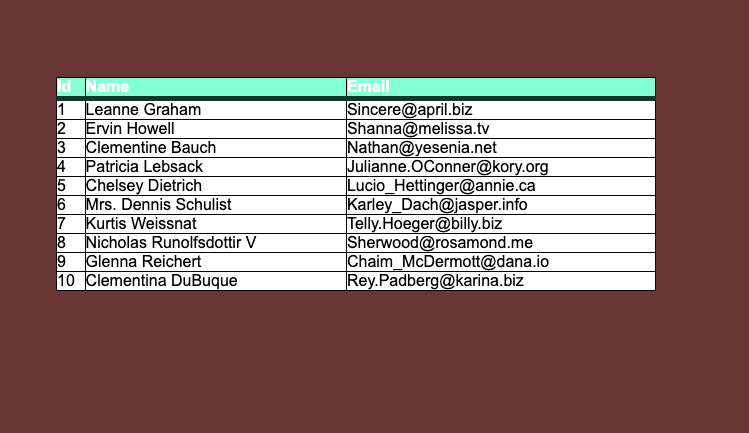 Id Name Email
1 Leanne Graham Sincere@april.biz
2 Ervin Howell Shanna@melissa.tv
3 Clementine Bauch Nathan@yesenia.net
4 Patricia Lebsack Julianne.OConner@kory.org
5 Chelsey Dietrich Lucio_Hettinger@annie.ca
6 Mrs. Dennis Schulist Karley_Dach@jasper.info
7 Kurtis Weissnat Telly.Hoeger@billy.biz
8 Nicholas Runolfsdottir V Sherwood@rosamond.me
9 Glenna Reichert Chaim_McDermott@dana.io
10 Clementina DuBuque Rey.Padberg@karina.biz